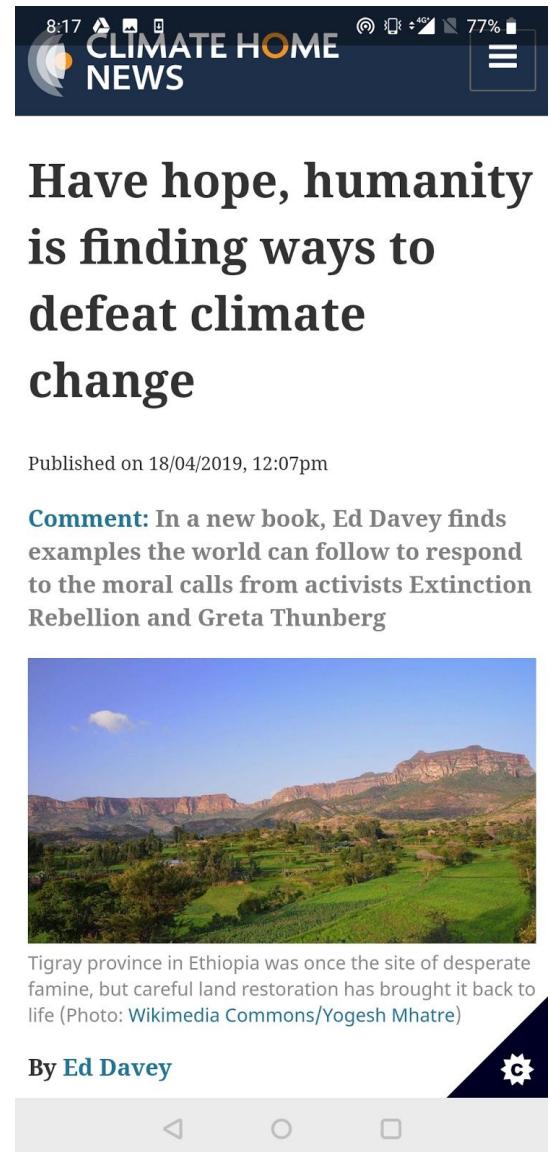 8:17 4G+ 77%
CLIMATE HOME
NEWS
Have hope, humanity
is finding ways to
defeat climate
change
Published on 18/04/2019, 12:07pm
Comment: In a new book, Ed Davey finds
examples the world can follow to respond
to the moral calls from activists Extinction
Rebellion and Greta Thunberg
Tigray province in Ethiopia was once the site of desperate
famine, but careful land restoration has brought it back to
life (Photo: Wikimedia Commons/Yogesh Mhatre)
By Ed Davey
C